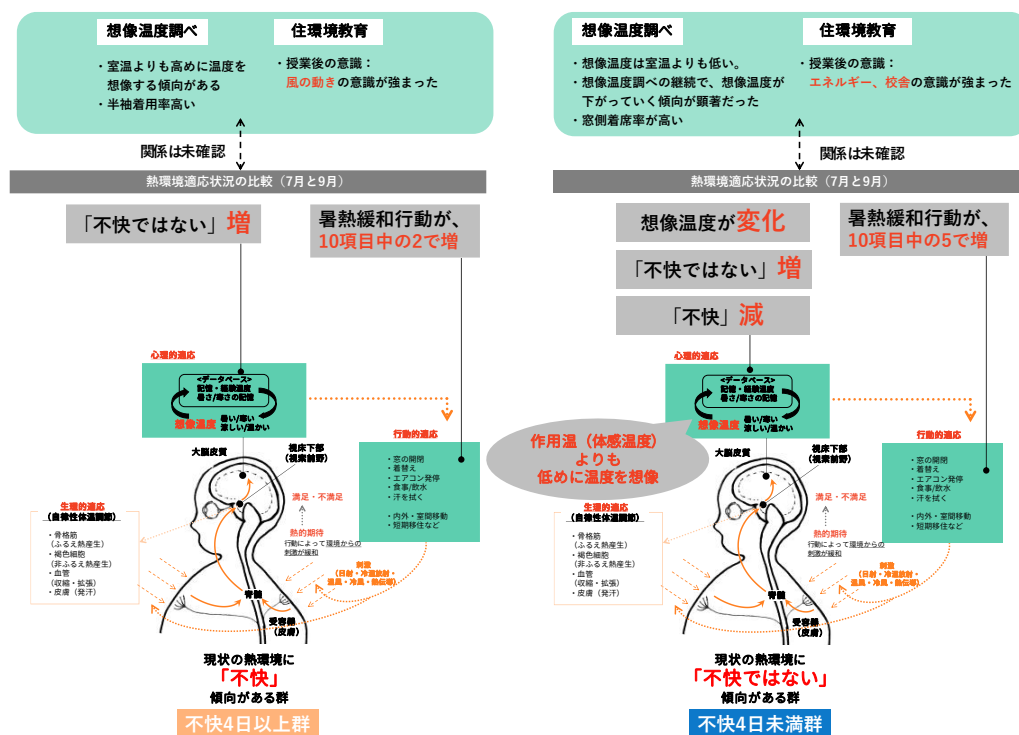 想像温度調べ
住環境教育
・室温よりも高めに温度を
想像する傾向がある
・半袖着用率高い
・授業後の意識：
風の動きの意識が強まった
関係は未確認
熱環境適応状況の比較（7月と9月）
「不快ではない」増
暑熱緩和行動が、
10項目中の2で増
心理的適応
<データベース>
記憶・経験温度
暑さ/寒さの記憶
想像温度
暑い/寒い
涼しい/温かい
行動的適応
・窓の開閉
・着替え
・エアコン発停
・食事/飲水
・汗を拭く
・内外・室間移動
・短期移住など
大脳皮質
視床下部
（視索前野）
生理的適応
（自律性体温調節）
・骨格筋
（ふるえ熱産生）
・褐色細胞
（非ふるえ熱産生）
・血管
（収縮・拡張）
・皮膚（発汗）
満足・不満足
熱的期待
行動によって環境からの
刺激が緩和
刺激
（日射・冷温放射・
温風・冷風・熱伝導）
脊髄
受容器
（皮膚）
現状の熱環境に
「不快」
傾向がある群
不快4日以上群
想像温度調べ
住環境教育
・想像温度は室温よりも低い。
・想像温度調べの継続で、想像温度が
下がっていく傾向が顕著だった
・窓側着席率が高い
・授業後の意識：
エネルギー、校舎の意識が強まった
関係は未確認
熱環境適応状況の比較（7月と9月）
想像温度が変化
「不快ではない」増
「不快」減
暑熱緩和行動が、
10項目中の5で増
心理的適応
<データベース>
記憶・経験温度
暑さ/寒さの記憶
想像温度
暑い/寒い
涼しい/温かい
作用温（体感温度）
よりも
低めに温度を想像
行動的適応
・窓の開閉
・着替え
・エアコン発停
・食事/飲水
・汗を拭く
・内外・室間移動
・短期移住など
大脳皮質
視床下部
（視索前野）
生理的適応
（自律性体温調節）
・骨格筋
（ふるえ熱産生）
・褐色細胞
（非ふるえ熱産生）
・血管
（収縮・拡張）
・皮膚（発汗）
満足・不満足
熱的期待
行動によって環境からの
刺激が緩和
刺激
（日射・冷温放射・
温風・冷風・熱伝導）
脊髄
受容器
（皮膚）
現状の熱環境に
「不快ではない」
傾向がある群
不快4日未満群